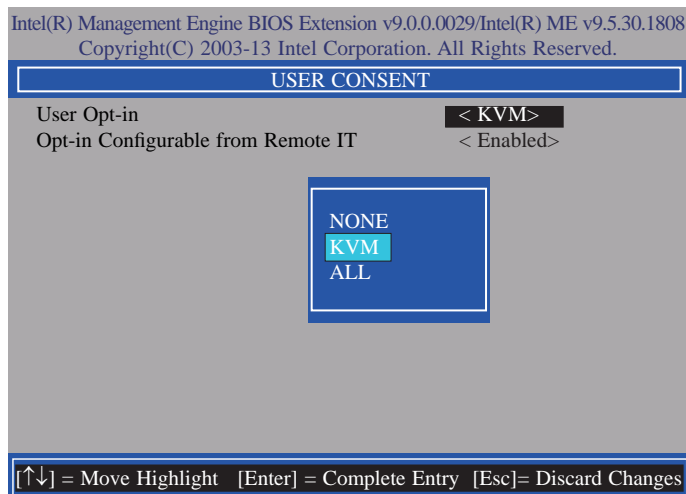 Intel(R) Management Engine BIOS Extension v9.0.0.0029/Intel(R) ME v9.5.30.1808
Copyright(C) 2003-13 Intel Corporation. All Rights Reserved.
USER CONSENT
User Opt-in < KVM>
Opt-in Configurable from Remote IT < Enabled>
NONE
KVM
ALL
[↑↓] = Move Highlight [Enter] = Complete Entry [Esc]= Discard Changes